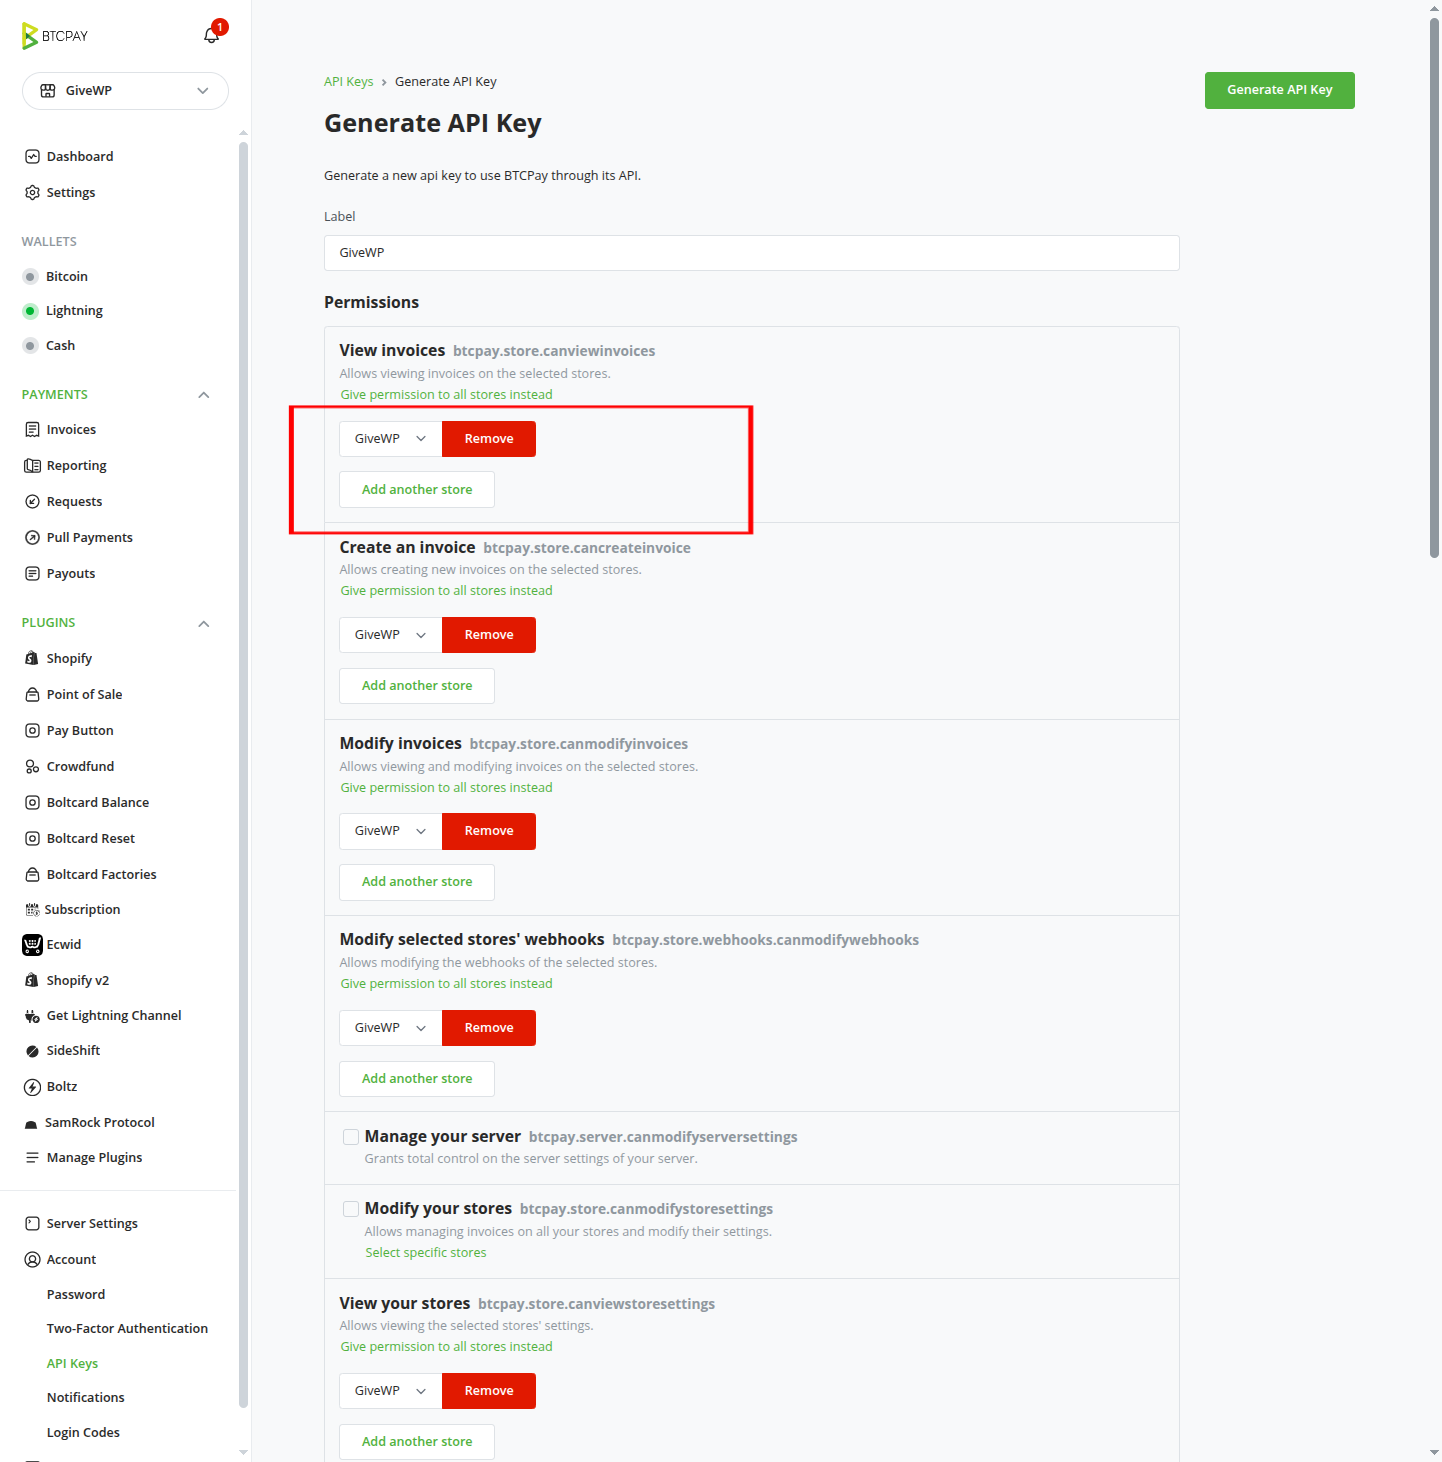 BTCPAY
1
GiveWP
Dashboard
Settings
WALLETS
Bitcoin
Lightning
Cash
PAYMENTS
Invoices
Reporting
Requests
Pull Payments
Payouts
PLUGINS
Shopify
Point of Sale
Pay Button
Crowdfund
Boltcard Balance
Boltcard Reset
Boltcard Factories
Subscription
Ecwid
Shopify v2
Get Lightning Channel
SideShift
Boltz
SamRock Protocol
Manage Plugins
Server Settings
Account
Password
Two-Factor Authentication
API Keys
Notifications
Login Codes
API Keys › Generate API Key
Generate API Key
Generate API Key
Generate a new api key to use BTCPay through its API.
Label
GiveWP
Permissions
View invoices btcpay.store.canviewinvoices
Allows viewing invoices on the selected stores.
Give permission to all stores instead
GiveWP Remove
Add another store
Create an invoice btcpay.store.cancreateinvoice
Allows creating new invoices on the selected stores.
Give permission to all stores instead
GiveWP Remove
Add another store
Modify invoices btcpay.store.canmodifyinvoices
Allows viewing and modifying invoices on the selected stores.
Give permission to all stores instead
GiveWP Remove
Add another store
Modify selected stores' webhooks btcpay.store.webhooks.canmodifywebhooks
Allows modifying the webhooks of the selected stores.
Give permission to all stores instead
GiveWP Remove
Add another store
Manage your server btcpay.server.canmodifyserversettings
Grants total control on the server settings of your server.
Modify your stores btcpay.store.canmodifystoresettings
Allows managing invoices on all your stores and modify their settings.
Select specific stores
View your stores btcpay.store.canviewstoresettings
Allows viewing the selected stores' settings.
Give permission to all stores instead
GiveWP Remove
Add another store